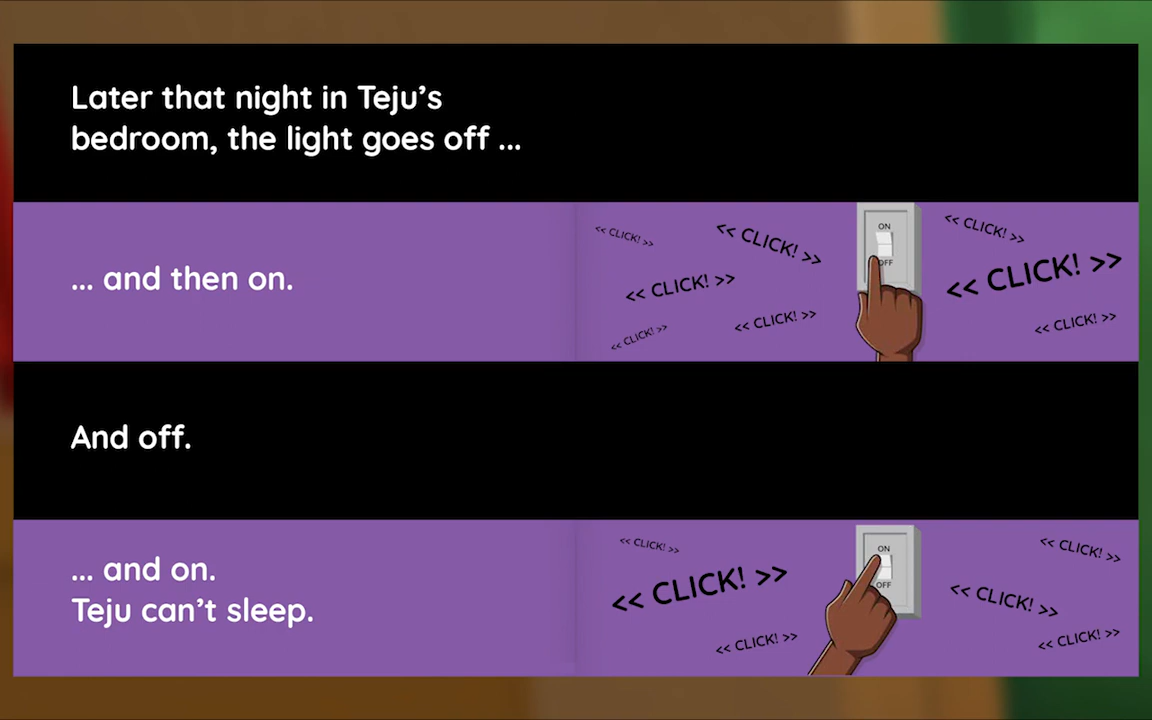 Later that night in Teju's
bedroom, the light goes off ...
... and then on.
<< CLICK! >>
<< CLICK! >>
<< CLICK! >>
<< CLICK! >>
<< CLICK! >>
ON
OFF
<< CLICK! >>
<< CLICK! >>
<< CLICK! >>
And off.
... and on.
Teju can't sleep.
<< CLICK! >>
<< CLICK! >>
<< CLICK! >>
ON
OFF
<< CLICK! >>
<< CLICK! >>
<< CLICK! >>